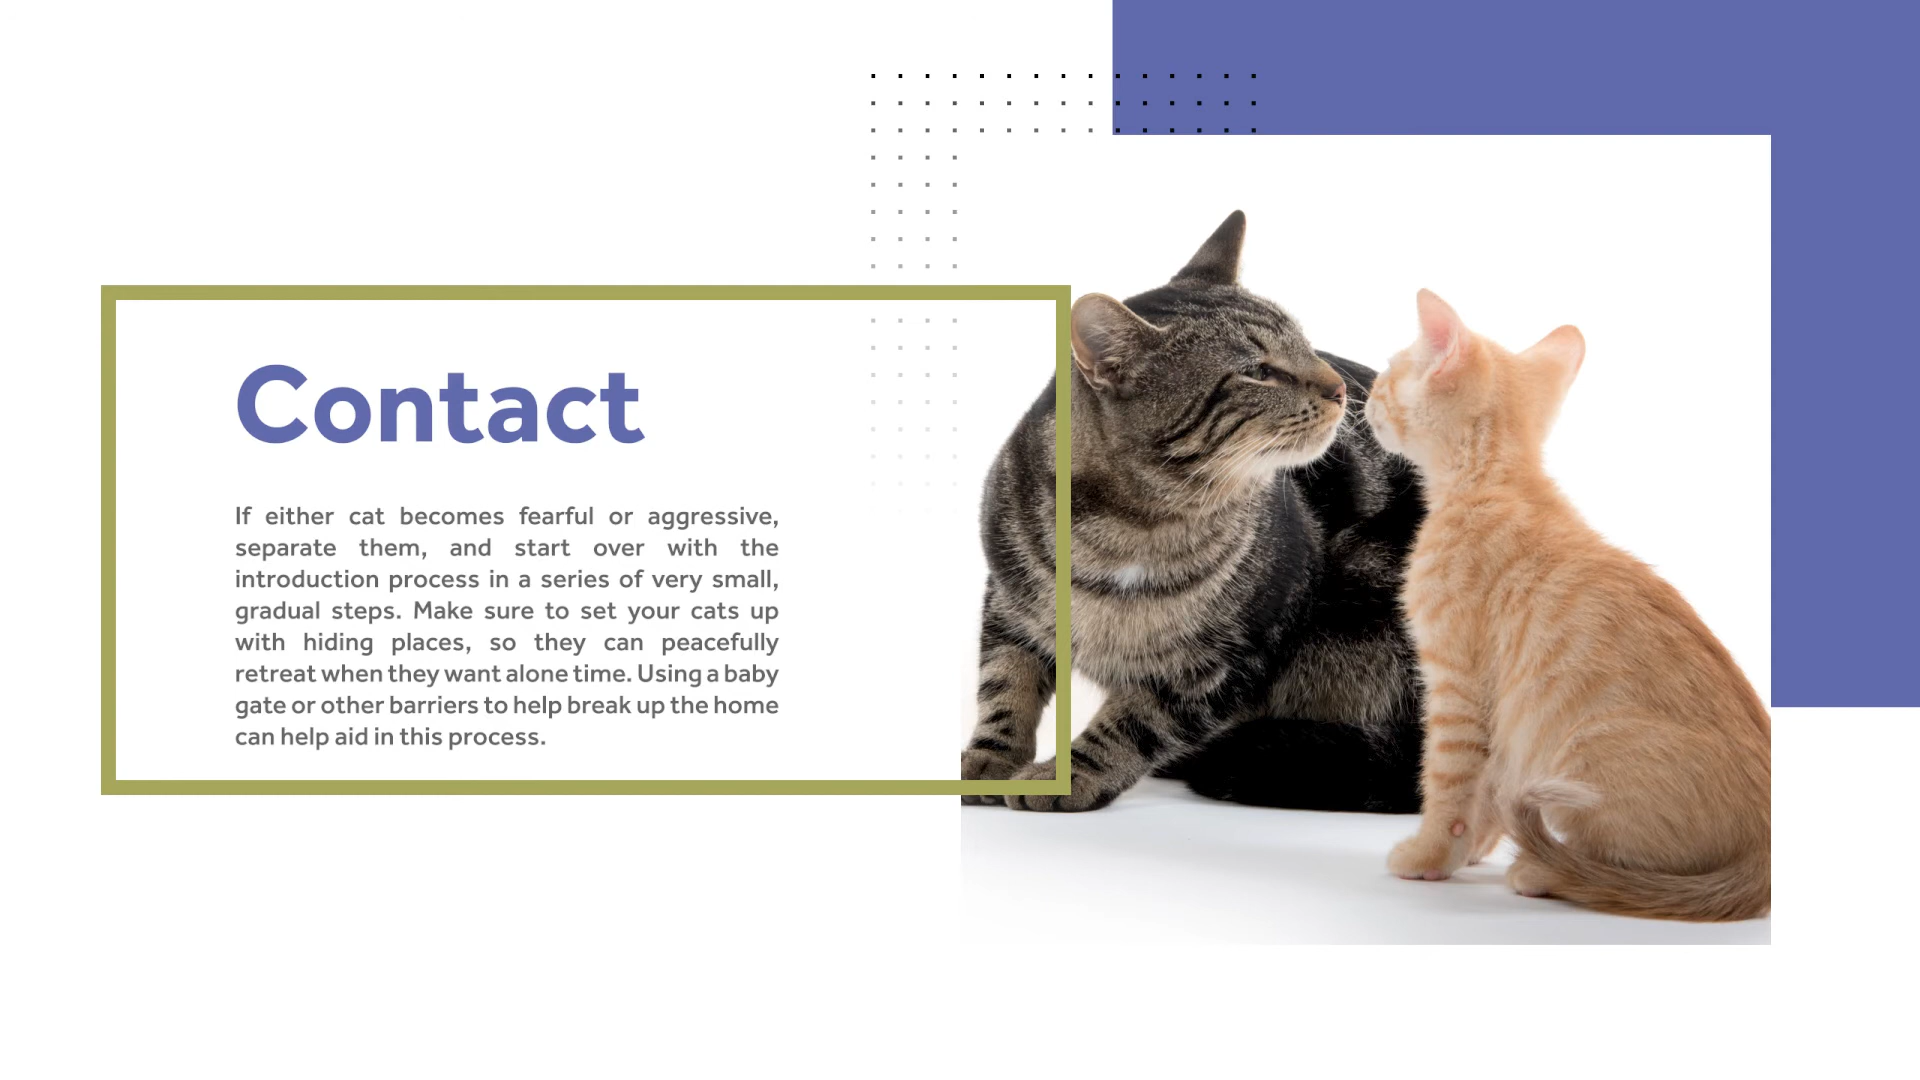 Contact
If either cat becomes fearful or aggressive,
separate them, and start over with the
introduction process in a series of very small,
gradual steps. Make sure to set your cats up
with hiding places, so they can peacefully
retreat when they want alone time. Using a baby
gate or other barriers to help break up the home
can help aid in this process.